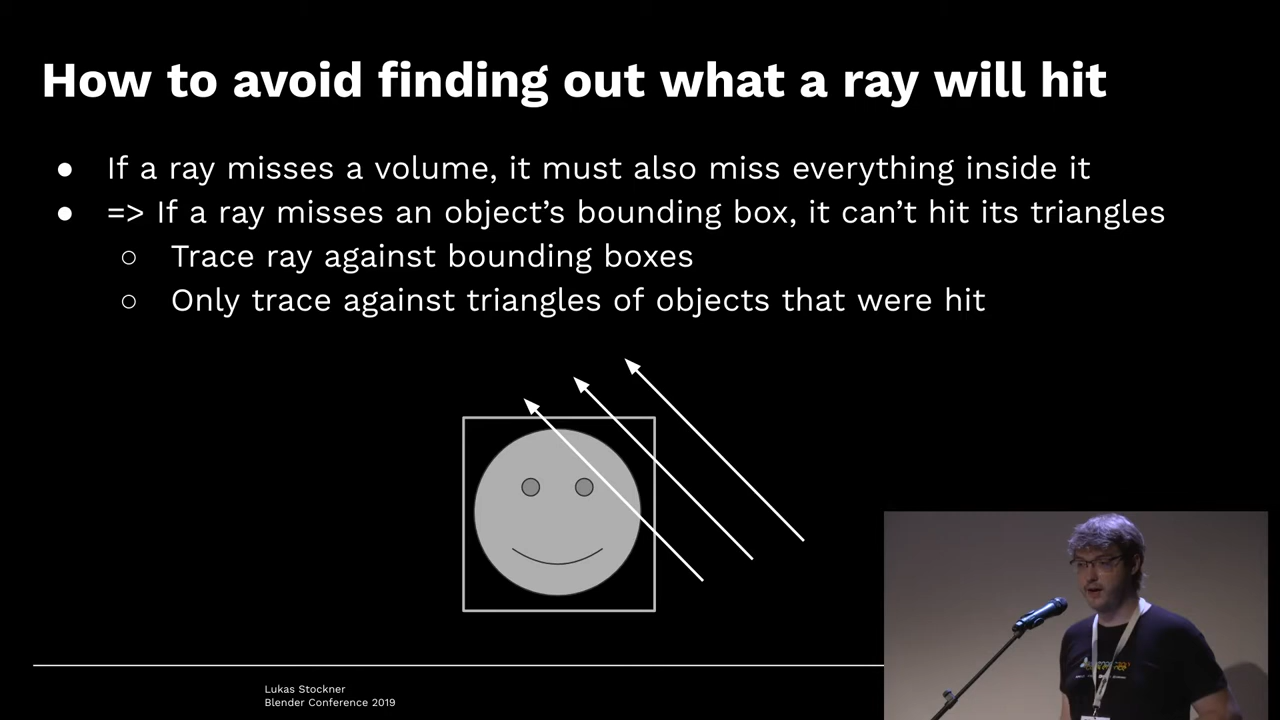 How to avoid finding out what a ray will hit
● If a ray misses a volume, it must also miss everything inside it
● => If a ray misses an object’s bounding box, it can’t hit its triangles
○ Trace ray against bounding boxes
○ Only trace against triangles of objects that were hit
Lukas Stockner
Blender Conference 2019